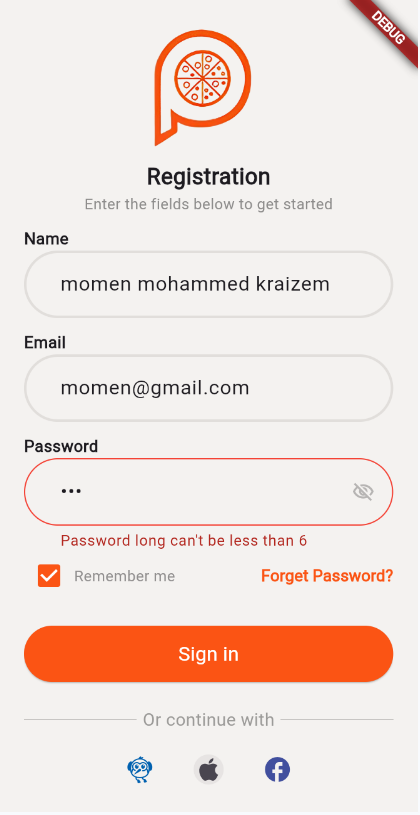 DEBUG
Registration
Enter the fields below to get started
Name
momen mohammed kraizem
Email
momen@gmail.com
Password
•••
Password long can't be less than 6
Remember me Forget Password?
Sign in
Or continue with